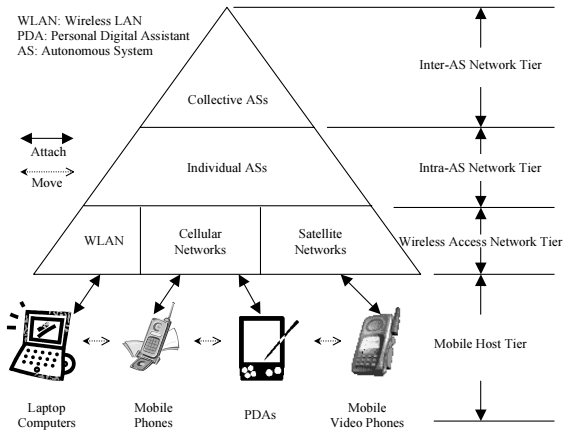 WLAN: Wireless LAN
PDA: Personal Digital Assistant
AS: Autonomous System
Inter-AS Network Tier
Collective ASs
Attach
Move
Individual ASs
Intra-AS Network Tier
WLAN
Cellular
Networks
Satellite
Networks
Wireless Access Network Tier
Mobile Host Tier
Laptop
Computers
Mobile
Phones
PDAs
Mobile
Video Phones